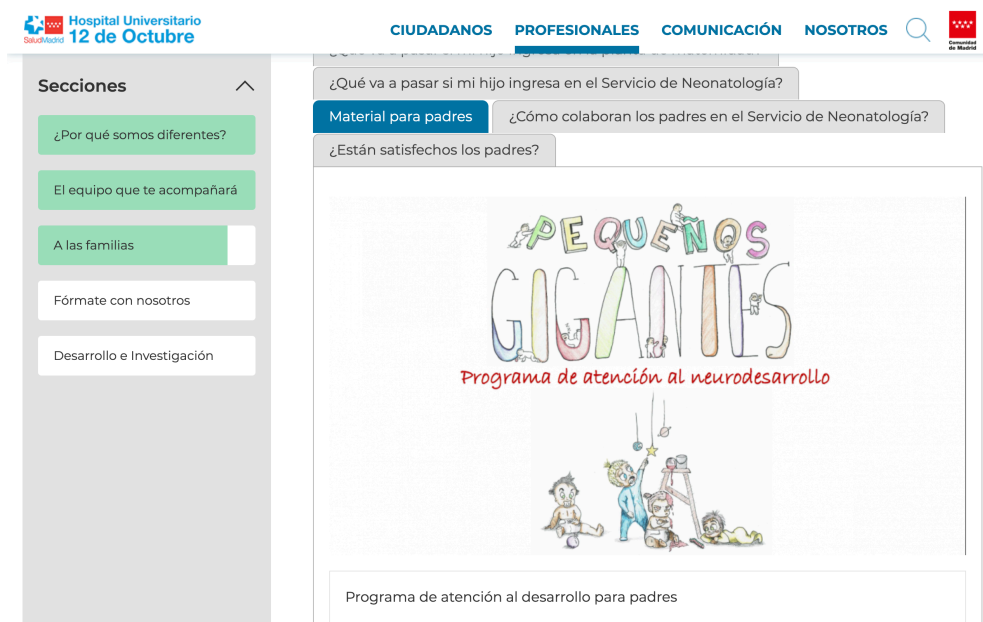 Hospital Universitario
12 de Octubre
SaludMadrid
CIUDADANOS
PROFESIONALES
COMUNICACIÓN
NOSOTROS
Comunidad
de Madrid
Secciones
¿Por qué somos diferentes?
El equipo que te acompañará
A las familias
Fórmate con nosotros
Desarrollo e Investigación
¿Qué va a pasar si mi hijo ingresa en el Servicio de Neonatología?
Material para padres
¿Cómo colaboran los padres en el Servicio de Neonatología?
¿Están satisfechos los padres?
PEQUEÑOS
GIGANTES
Programa de atención al neurodesarrollo
Programa de atención al desarrollo para padres